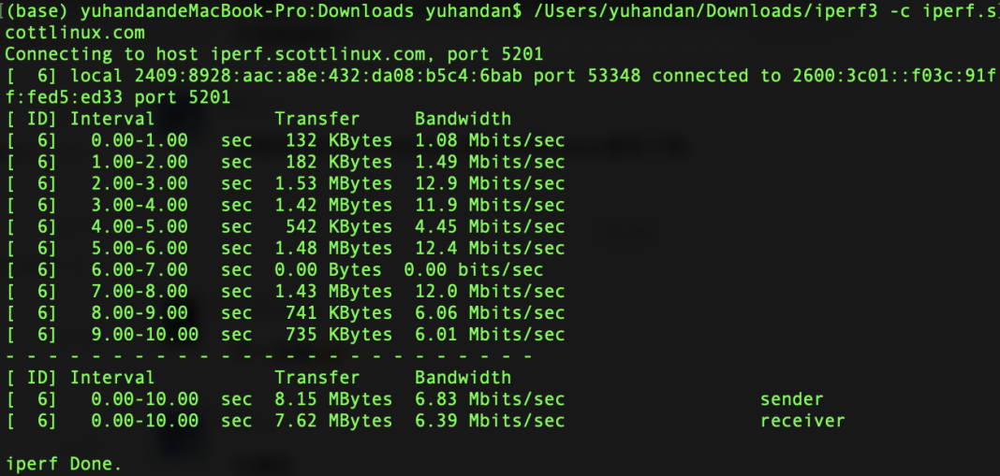 (base) yuhandandeMacBook-Pro:Downloads yuhandan$ /Users/yuhandan/Downloads/iperf3 -c iperf.s
cottlinux.com
Connecting to host iperf.scottlinux.com, port 5201
[  6] local 2409:8928:aac:a8e:432:da08:b5c4:6bab port 53348 connected to 2600:3c01::f03c:91f
f:fed5:ed33 port 5201
[ ID] Interval           Transfer     Bandwidth
[  6]   0.00-1.00   sec   132 KBytes  1.08 Mbits/sec
[  6]   1.00-2.00   sec   182 KBytes  1.49 Mbits/sec
[  6]   2.00-3.00   sec  1.53 MBytes  12.9 Mbits/sec
[  6]   3.00-4.00   sec  1.42 MBytes  11.9 Mbits/sec
[  6]   4.00-5.00   sec   542 KBytes  4.45 Mbits/sec
[  6]   5.00-6.00   sec  1.48 MBytes  12.4 Mbits/sec
[  6]   6.00-7.00   sec  0.00 Bytes  0.00 bits/sec
[  6]   7.00-8.00   sec  1.43 MBytes  12.0 Mbits/sec
[  6]   8.00-9.00   sec   741 KBytes  6.06 Mbits/sec
[  6]   9.00-10.00  sec   735 KBytes  6.01 Mbits/sec
- - - - - - - - - - - - - - - - - - - - - - - - -
[ ID] Interval           Transfer     Bandwidth
[  6]   0.00-10.00  sec  8.15 MBytes  6.83 Mbits/sec                  sender
[  6]   0.00-10.00  sec  7.62 MBytes  6.39 Mbits/sec                  receiver
iperf Done.